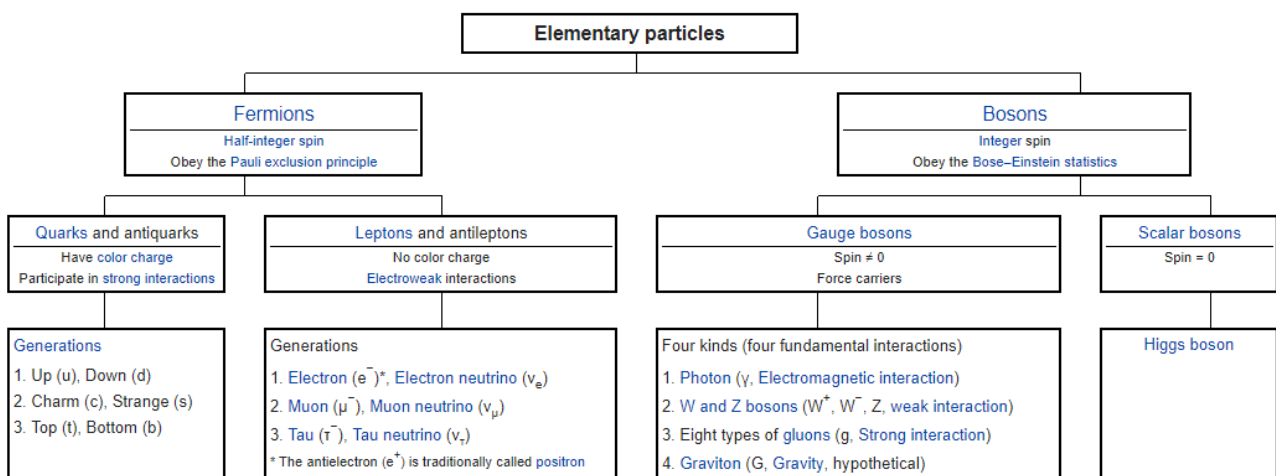 Elementary particles
Fermions
Half-integer spin
Obey the Pauli exclusion principle
Bosons
Integer spin
Obey the Bose–Einstein statistics
Quarks and antiquarks
Have color charge
Participate in strong interactions
Leptons and antileptons
No color charge
Electroweak interactions
Gauge bosons
Spin ≠ 0
Force carriers
Scalar bosons
Spin = 0
Generations
1. Up (u), Down (d)
2. Charm (c), Strange (s)
3. Top (t), Bottom (b)
Generations
1. Electron (e⁻)*, Electron neutrino (νₑ)
2. Muon (μ⁻), Muon neutrino (ν_μ)
3. Tau (τ⁻), Tau neutrino (ν_τ)
* The antielectron (e⁺) is traditionally called positron
Four kinds (four fundamental interactions)
1. Photon (γ, Electromagnetic interaction)
2. W and Z bosons (W⁺, W⁻, Z, weak interaction)
3. Eight types of gluons (g, Strong interaction)
4. Graviton (G, Gravity, hypothetical)
Higgs boson